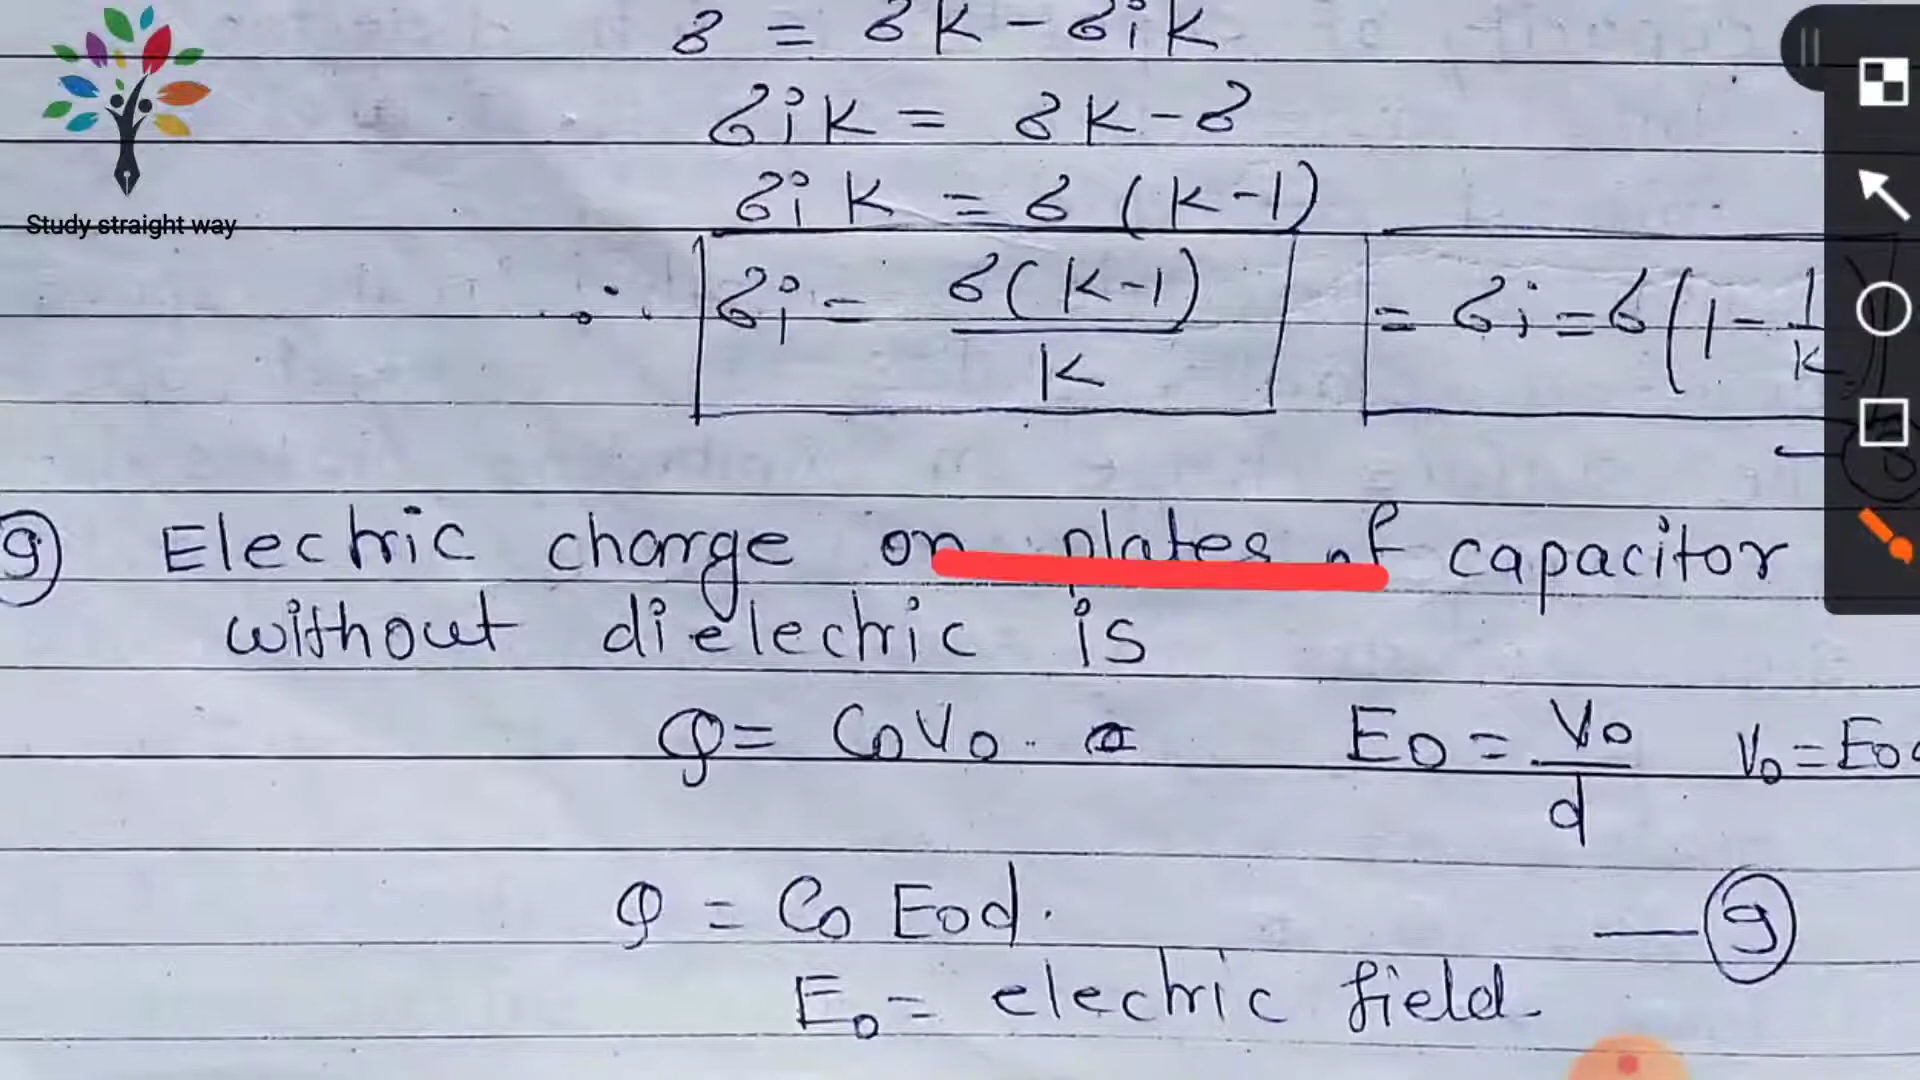 σ = σK - σiK
σiK = σK - σ
σi K = σ (K-1)
Study straight way
∴ σi = σ(K-1) / K = σi = σ(1 - 1/K)
9 Electric charge on plates of capacitor
without dielectric is
Q = C0V0 E0 = V0 / d V0 = E0
Q = C0 E0d. — 9
E0 = electric field